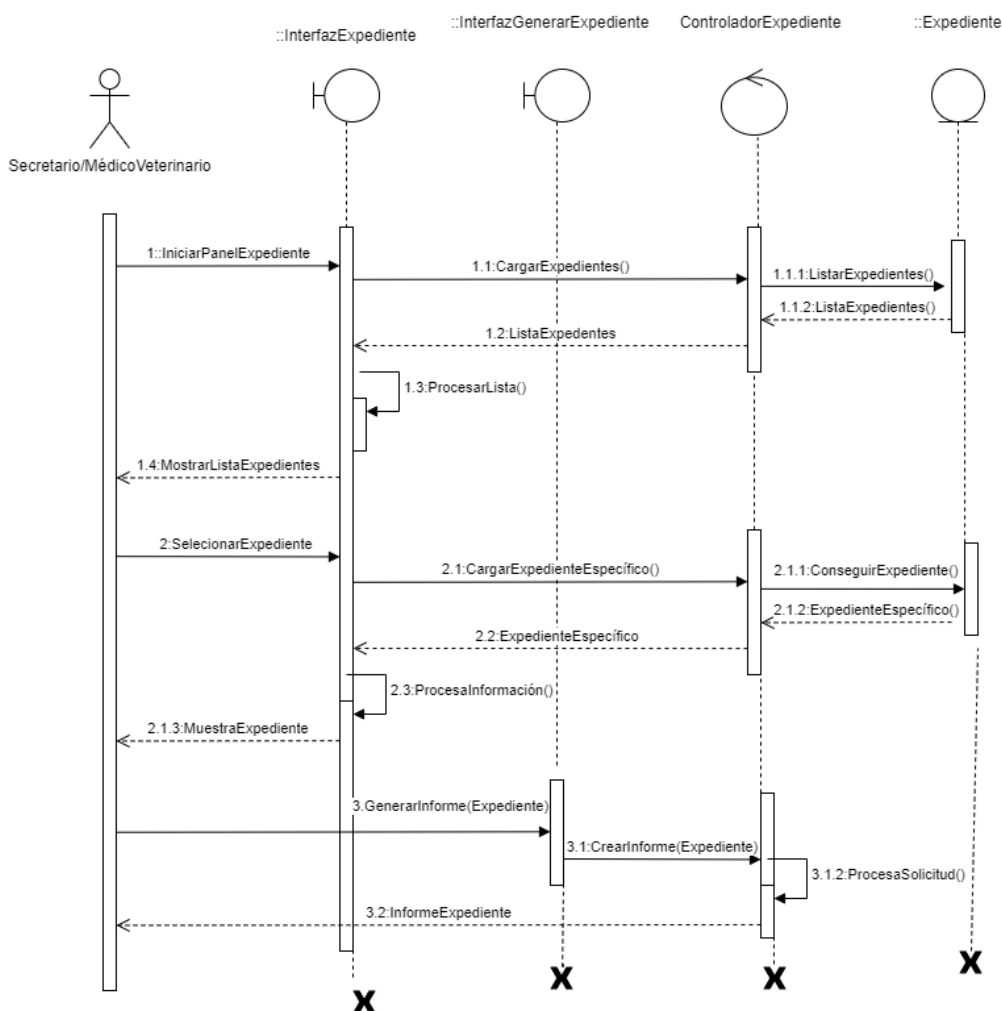 ::InterfazExpediente
::InterfazGenerarExpediente
ControladorExpediente
::Expediente
Secretario/MédicoVeterinario
1::IniciarPanelExpediente
1.1:CargarExpedientes()
1.1.1:ListarExpedientes()
1.1.2:ListaExpedientes()
1.2:ListaExpedentes
1.3:ProcesarLista()
1.4:MostrarListaExpedientes
2:SelecionarExpediente
2.1:CargarExpedienteEspecífico()
2.1.1:ConseguirExpediente()
2.1.2:ExpedienteEspecífico()
2.2:ExpedienteEspecífico
2.3:ProcesaInformación()
2.1.3:MuestraExpediente
3.GenerarInforme(Expediente)
3.1:CrearInforme(Expediente)
3.1.2:ProcesaSolicitud()
3.2:InformeExpediente
X
X
X
X